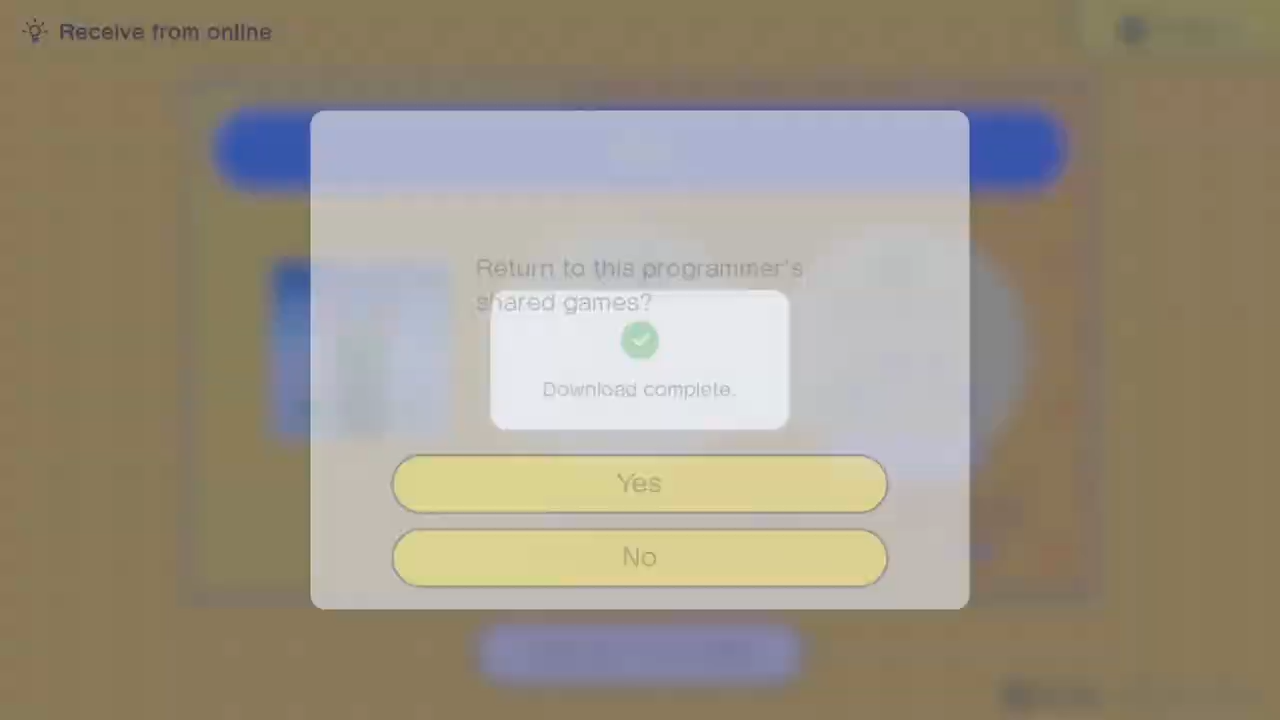 Receive from online
Return to this programmer's
shared games?
Download complete.
Yes
No